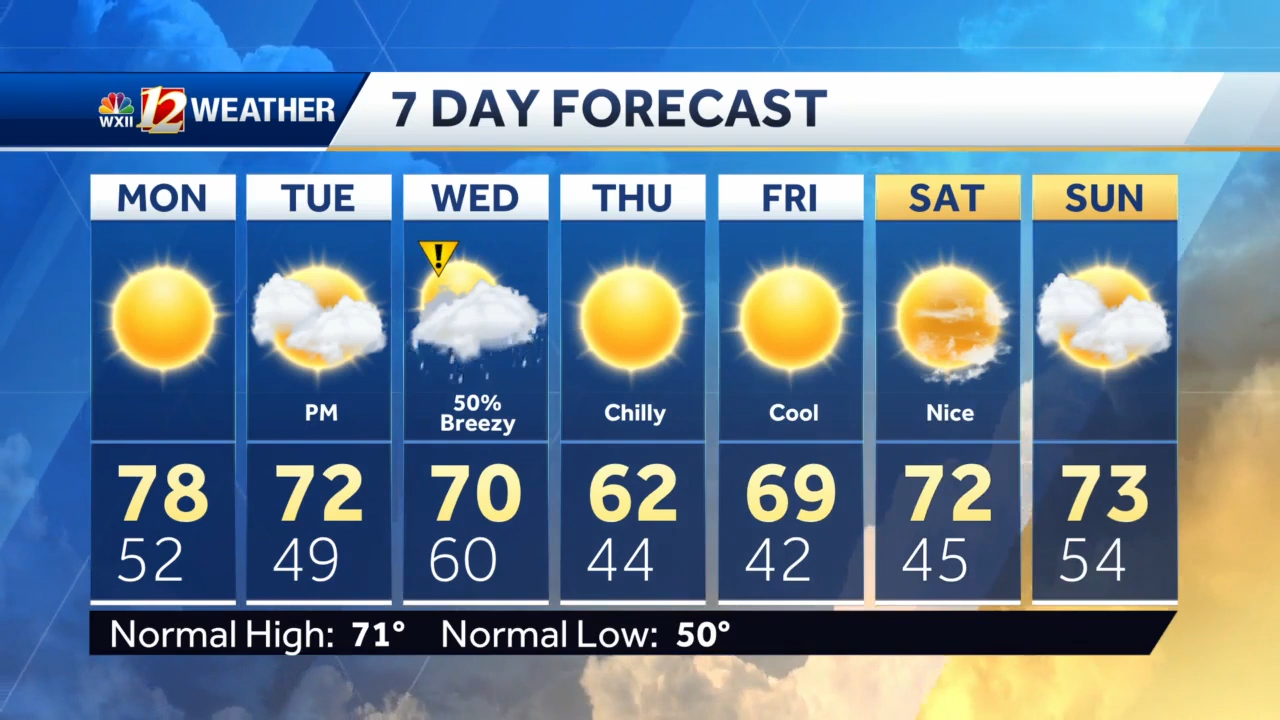 WXII 12 WEATHER
7 DAY FORECAST
MON TUE WED THU FRI SAT SUN
!
PM 50% Breezy Chilly Cool Nice
78 72 70 62 69 72 73
52 49 60 44 42 45 54
Normal High: 71° Normal Low: 50°